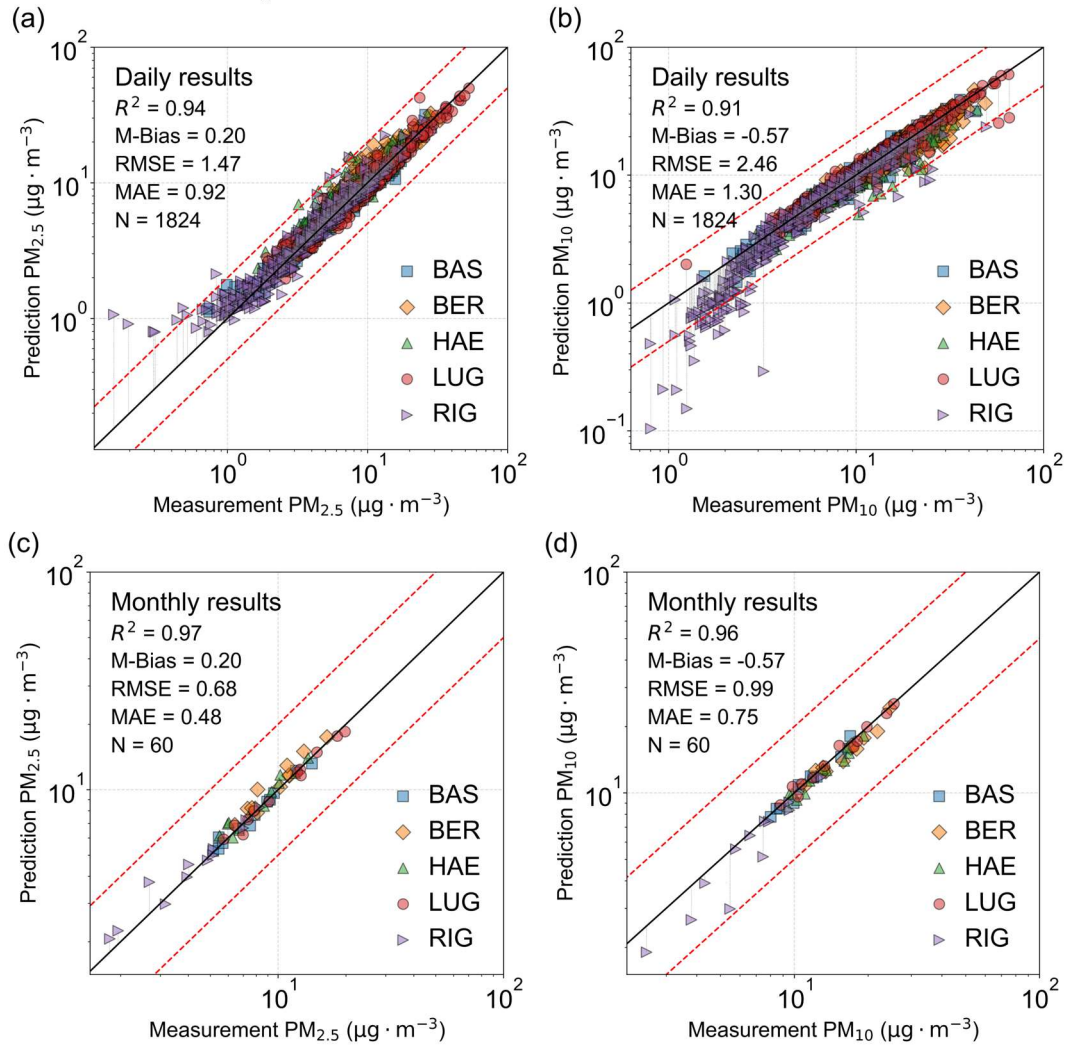 (a)
10²
Daily results
R² = 0.94
M-Bias = 0.20
RMSE = 1.47
MAE = 0.92
N = 1824
10¹
10⁰
Prediction PM₂.₅ (μg · m⁻³)
BAS
BER
HAE
LUG
RIG
10⁰
10¹
10²
Measurement PM₂.₅ (μg · m⁻³)
(b)
10²
Daily results
R² = 0.91
M-Bias = -0.57
RMSE = 2.46
MAE = 1.30
N = 1824
10¹
10⁰
10⁻¹
Prediction PM₁₀ (μg · m⁻³)
BAS
BER
HAE
LUG
RIG
10⁰
10¹
10²
Measurement PM₁₀ (μg · m⁻³)
(c)
10²
Monthly results
R² = 0.97
M-Bias = 0.20
RMSE = 0.68
MAE = 0.48
N = 60
10¹
Prediction PM₂.₅ (μg · m⁻³)
BAS
BER
HAE
LUG
RIG
10¹
10²
Measurement PM₂.₅ (μg · m⁻³)
(d)
10²
Monthly results
R² = 0.96
M-Bias = -0.57
RMSE = 0.99
MAE = 0.75
N = 60
10¹
Prediction PM₁₀ (μg · m⁻³)
BAS
BER
HAE
LUG
RIG
10¹
10²
Measurement PM₁₀ (μg · m⁻³)